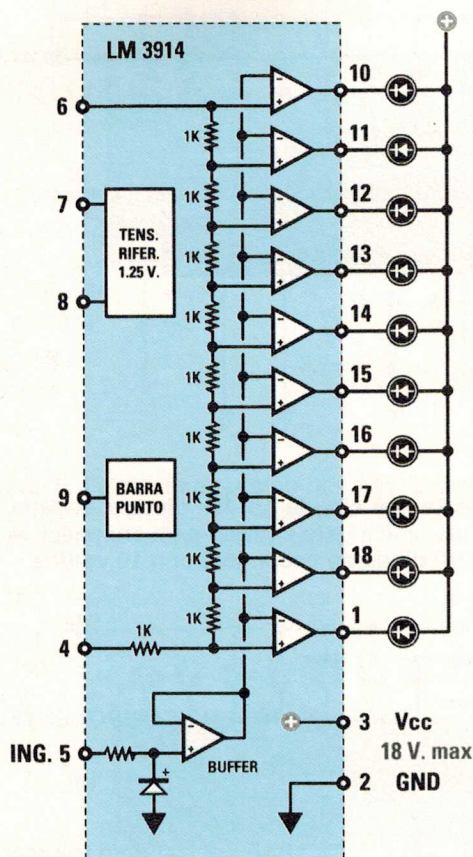 LM 3914
10
6
1K
11
1K
7
12
TENS.
RIFER.
1.25 V.
1K
13
8
1K
14
1K
15
1K
16
9
BARRA
PUNTO
1K
17
1K
18
1K
1
1K
4
3 Vcc
18 V. max
ING. 5
BUFFER
2 GND